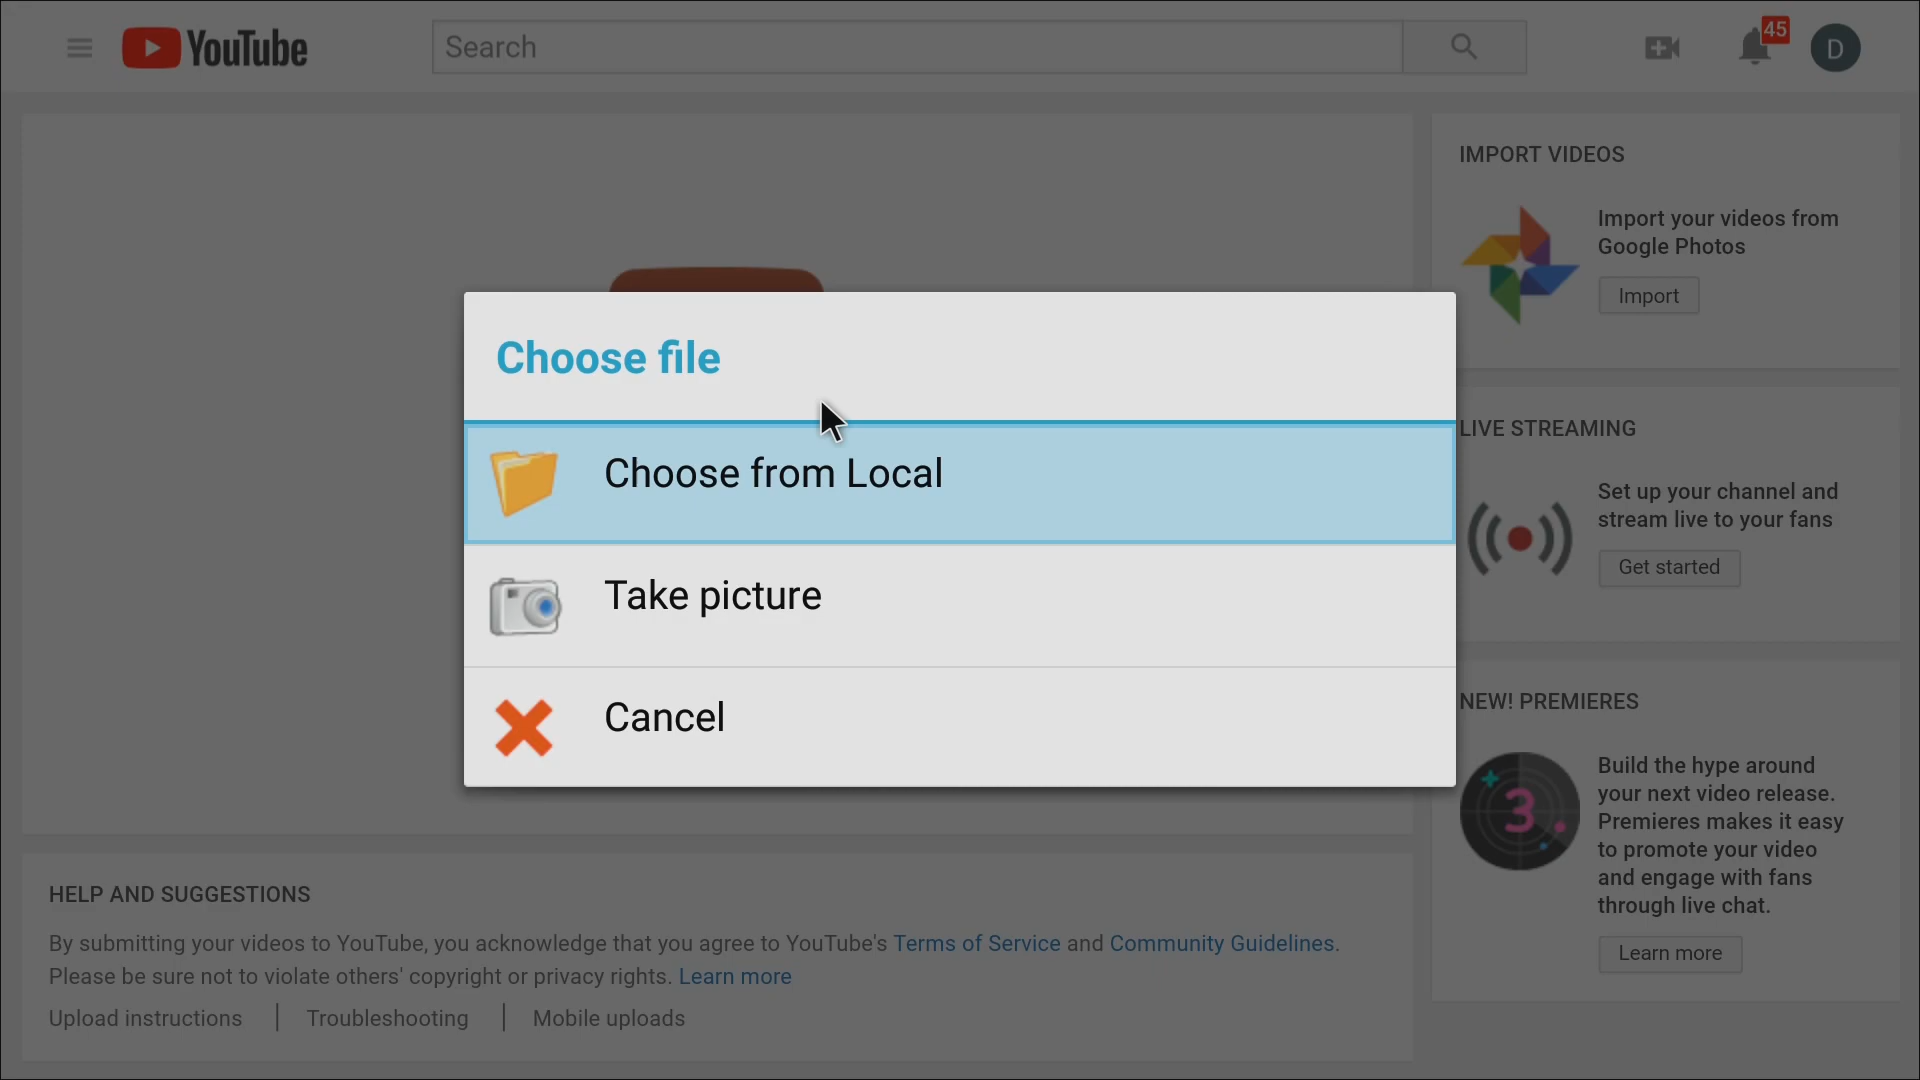 YouTube
Search
45
D
IMPORT VIDEOS
Import your videos from
Google Photos
Import
Choose file
Choose from Local
Take picture
Cancel
LIVE STREAMING
Set up your channel and
stream live to your fans
Get started
NEW! PREMIERES
3
Build the hype around
your next video release.
Premieres makes it easy
to promote your video
and engage with fans
through live chat.
Learn more
HELP AND SUGGESTIONS
By submitting your videos to YouTube, you acknowledge that you agree to YouTube's Terms of Service and Community Guidelines.
Please be sure not to violate others' copyright or privacy rights. Learn more
Upload instructions | Troubleshooting | Mobile uploads